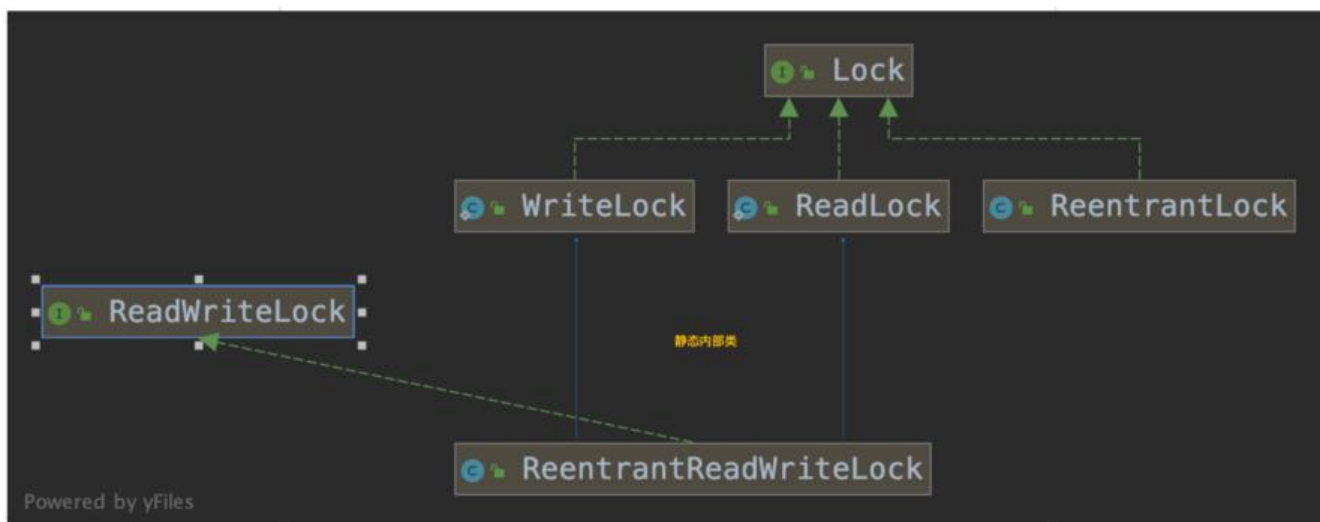 Lock
WriteLock
ReadLock
ReentrantLock
ReadWriteLock
静态内部类
ReentrantReadWriteLock
Powered by yFiles